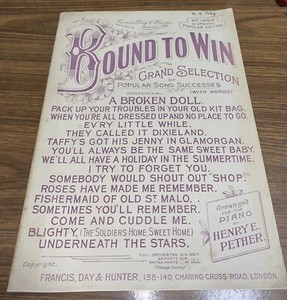 Francis, Day & Hunter's
BOUND TO WIN
GRAND SELECTION
OF
POPULAR SONG SUCCESSES
CONTAINING:— (WITH WORDS)
A BROKEN DOLL.
PACK UP YOUR TROUBLES IN YOUR OLD KIT BAG.
WHEN YOU'RE ALL DRESSED UP AND NO PLACE TO GO.
EV'RY LITTLE WHILE.
THEY CALLED IT DIXIELAND.
TAFFY'S GOT HIS JENNY IN GLAMORGAN.
YOU'LL ALWAYS BE THE SAME SWEET BABY.
WE'LL ALL HAVE A HOLIDAY IN THE SUMMERTIME.
I TRY TO FORGET YOU.
SOMEBODY WOULD SHOUT OUT "SHOP!"
ROSES HAVE MADE ME REMEMBER.
FISHERMAID OF OLD ST. MALO.
SOMETIMES YOU'LL REMEMBER.
COME AND CUDDLE ME.
BLIGHTY, (THE SOLDIERS HOME, SWEET HOME)
UNDERNEATH THE STARS.
Arranged
for the
PIANO
by
HENRY E.
PETHER.
Copyright.
FRANCIS, DAY & HUNTER, 138-140, CHARING CROSS ROAD, LONDON